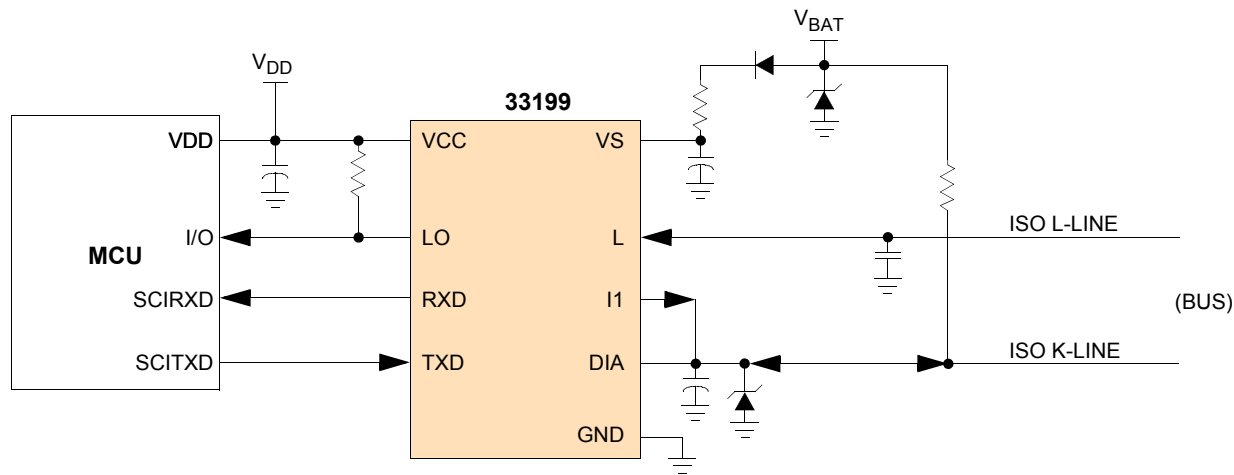 V_BAT
V_DD
33199
VDD
VCC
VS
I/O
LO
L
ISO L-LINE
MCU
SCIRXD
RXD
I1
(BUS)
SCITXD
TXD
DIA
ISO K-LINE
GND